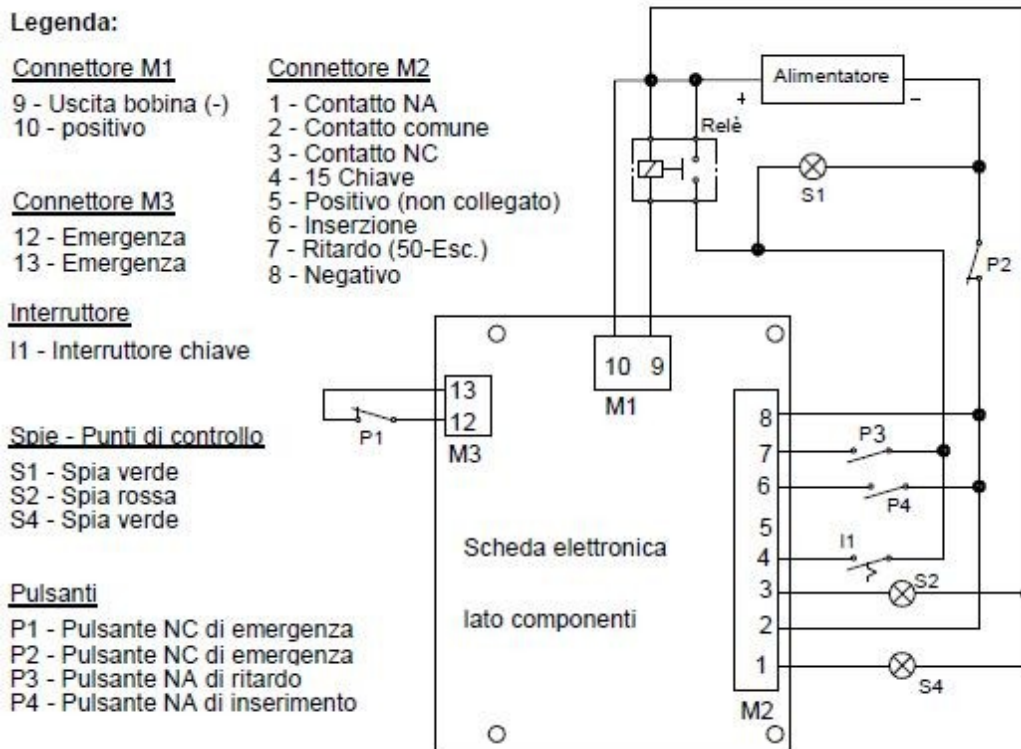 Legenda:
Connettore M1
9 - Uscita bobina (-)
10 - positivo
Connettore M2
1 - Contatto NA
2 - Contatto comune
3 - Contatto NC
4 - 15 Chiave
5 - Positivo (non collegato)
6 - Inserzione
7 - Ritardo (50-Esc.)
8 - Negativo
Connettore M3
12 - Emergenza
13 - Emergenza
Interruttore
I1 - Interruttore chiave
Spie - Punti di controllo
S1 - Spia verde
S2 - Spia rossa
S4 - Spia verde
Pulsanti
P1 - Pulsante NC di emergenza
P2 - Pulsante NC di emergenza
P3 - Pulsante NA di ritardo
P4 - Pulsante NA di inserimento
Alimentatore
+
-
Relè
S1
P2
10 9
M1
13
12
M3
P1
8
7
6
5
4
3
2
1
M2
P3
P4
I1
S2
S4
Scheda elettronica
lato componenti